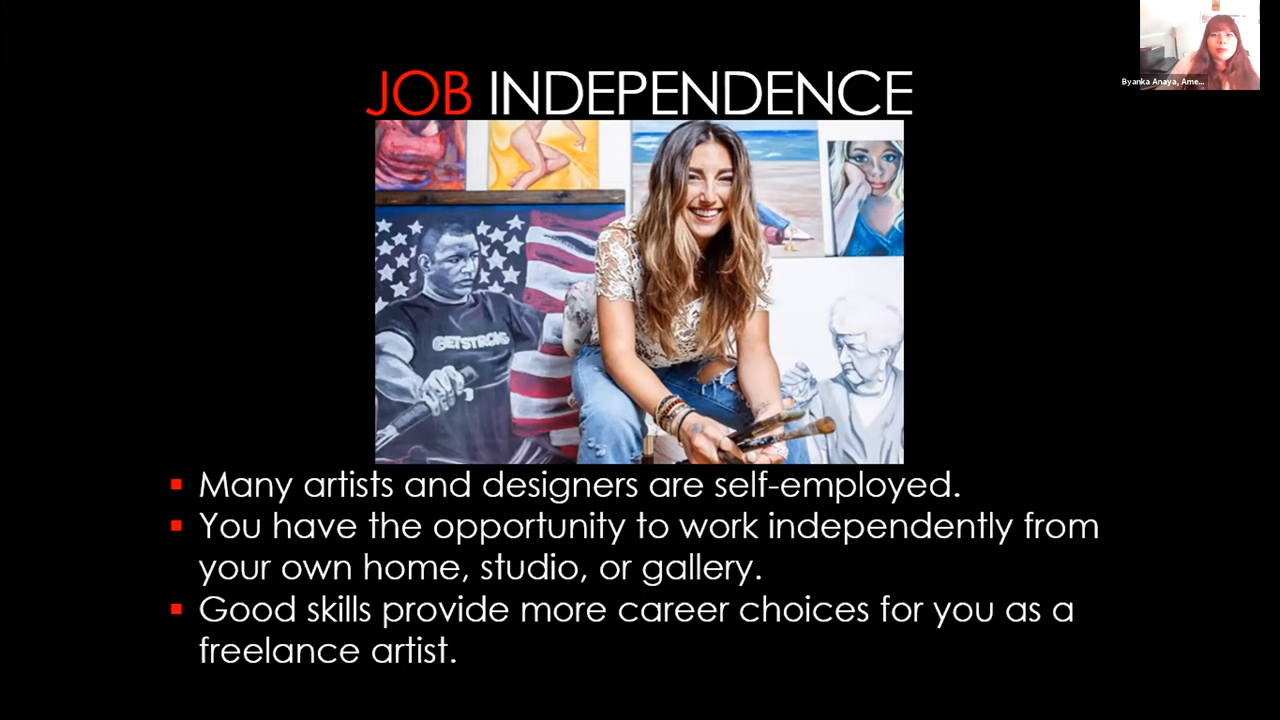 JOB INDEPENDENCE
Byanka Anaya, Ame...
GETSTRONG
Many artists and designers are self-employed.
You have the opportunity to work independently from
your own home, studio, or gallery.
Good skills provide more career choices for you as a
freelance artist.